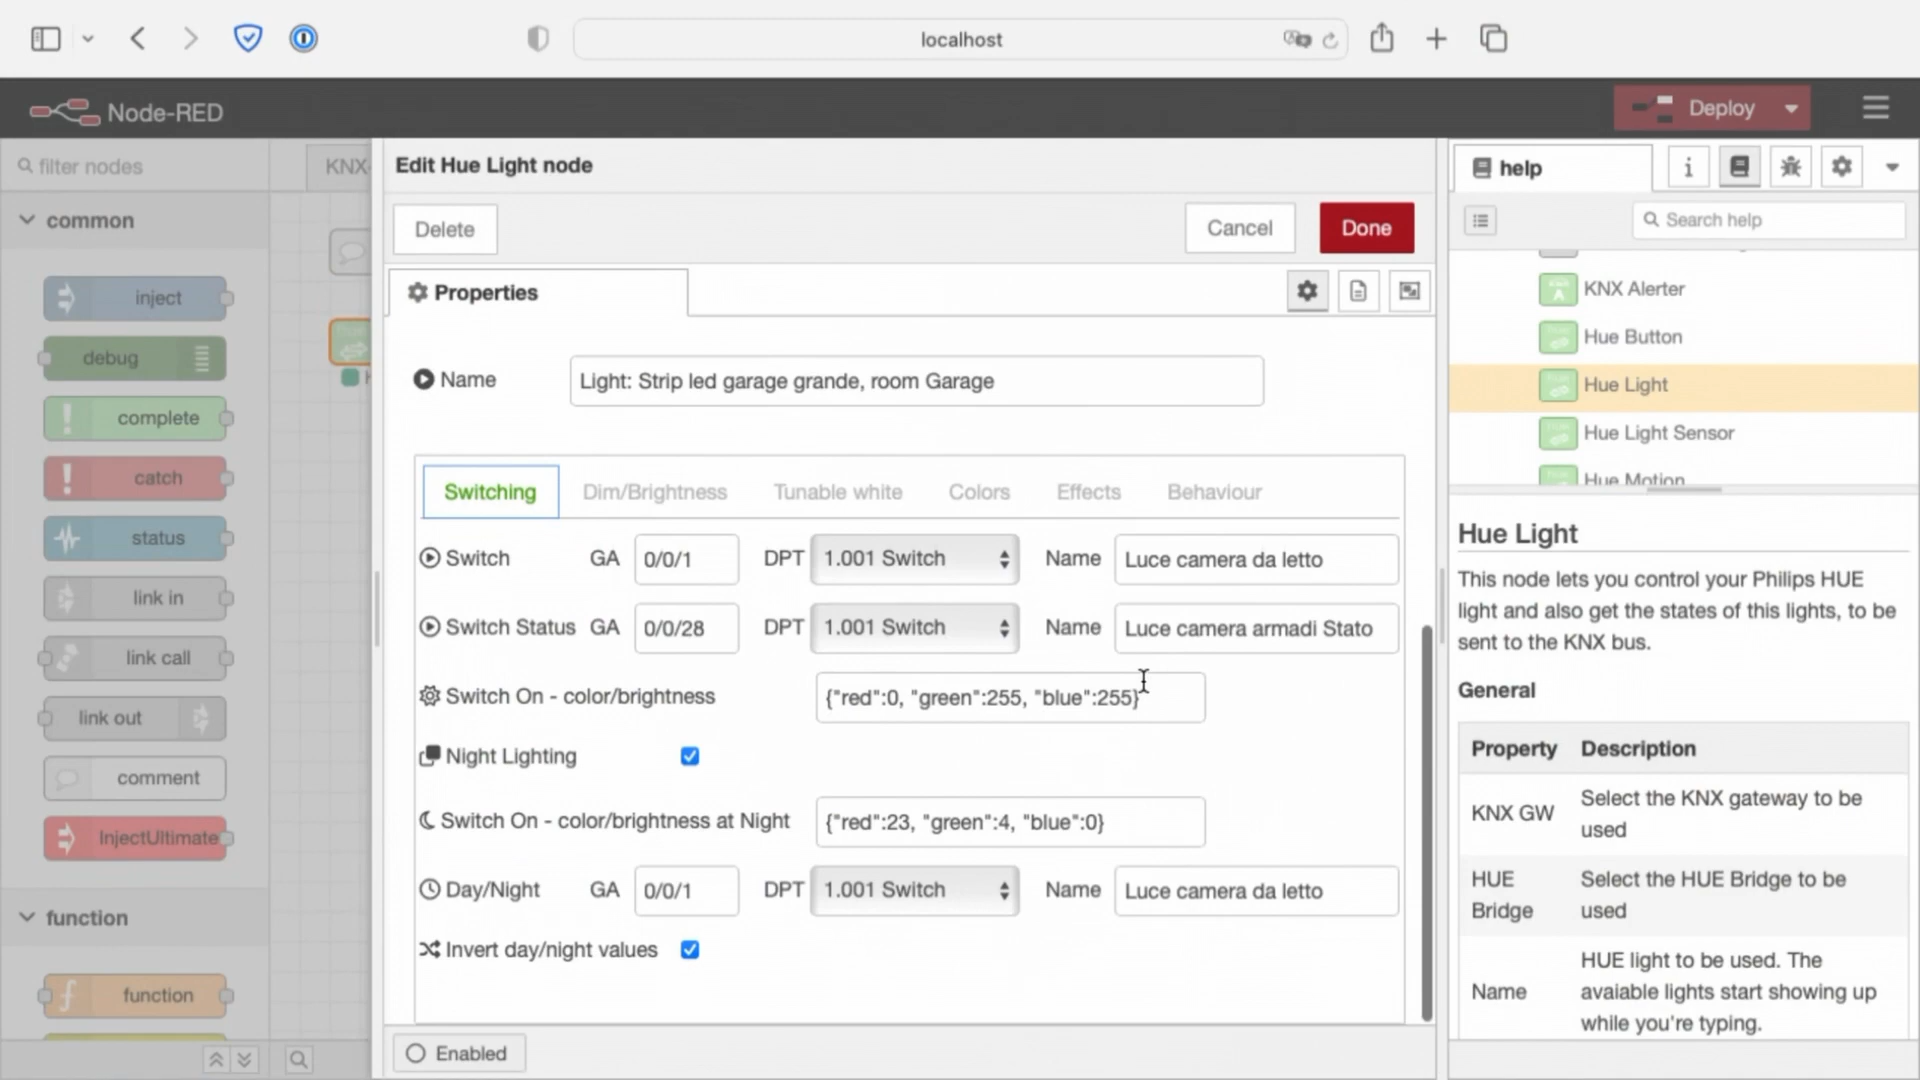 localhost
Node-RED
Deploy
filter nodes
common
inject
debug
complete
catch
status
link in
link call
link out
comment
InjectUltimate
function
function
KNX-
Edit Hue Light node
Delete
Cancel
Done
Properties
Name
Light: Strip led garage grande, room Garage
Switching
Dim/Brightness
Tunable white
Colors
Effects
Behaviour
Switch GA 0/0/1 DPT 1.001 Switch Name Luce camera da letto
Switch Status GA 0/0/28 DPT 1.001 Switch Name Luce camera armadi Stato
Switch On - color/brightness {"red":0, "green":255, "blue":255}
Night Lighting
Switch On - color/brightness at Night {"red":23, "green":4, "blue":0}
Day/Night GA 0/0/1 DPT 1.001 Switch Name Luce camera da letto
Invert day/night values
Enabled
help
Search help
KNX Alerter
Hue Button
Hue Light
Hue Light Sensor
Hue Motion
Hue Light
This node lets you control your Philips HUE
light and also get the states of this lights, to be
sent to the KNX bus.
General
Property Description
KNX GW
Select the KNX gateway to be
used
HUE
Bridge
Select the HUE Bridge to be
used
Name
HUE light to be used. The
avaiable lights start showing up
while you're typing.